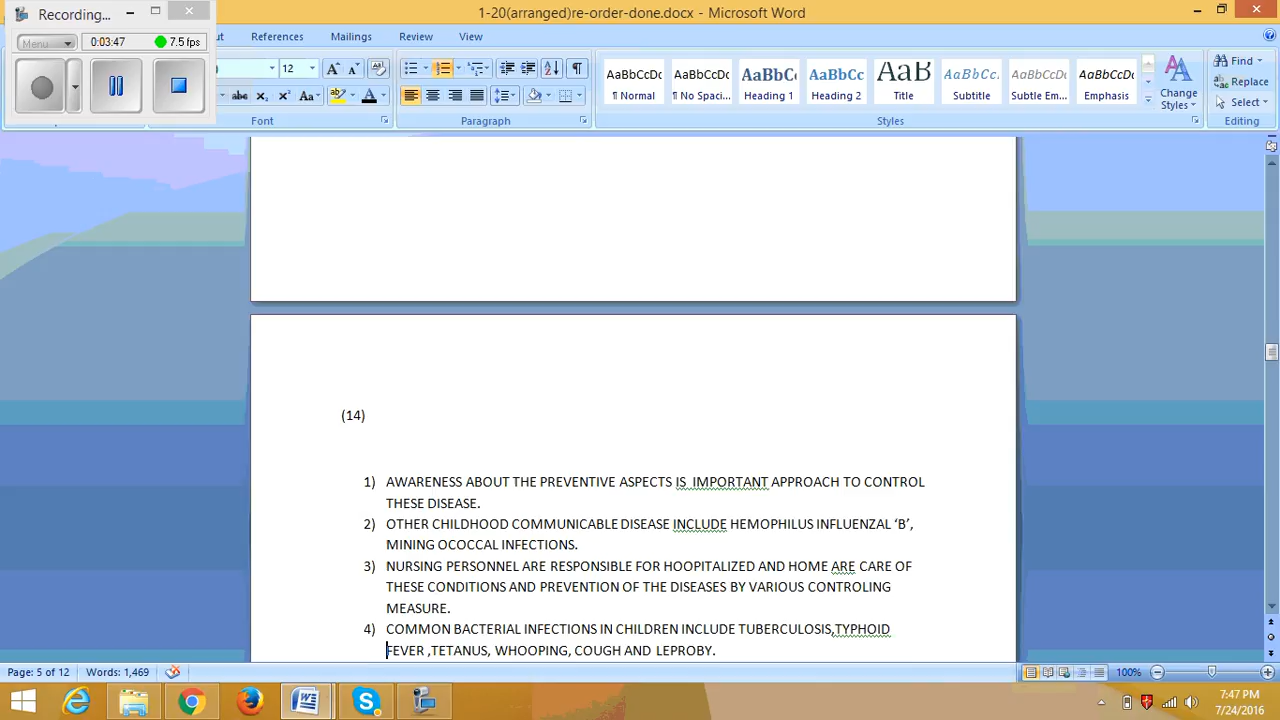 Recording...
1-20(arranged)re-order-done.docx - Microsoft Word
Menu
0:03:47
7.5 fps
References
Mailings
Review
View
12
Aa
AaBbCcDc
AaBbCcDc
AaBbCc
AaBbCc
AaB
AaBbCc.
AaBbCcDc
AaBbCcDc
¶ Normal
¶ No Spaci...
Heading 1
Heading 2
Title
Subtitle
Subtle Em...
Emphasis
Change
Styles
Find
Replace
Select
Font
Paragraph
Styles
Editing
(14)
1) AWARENESS ABOUT THE PREVENTIVE ASPECTS IS IMPORTANT APPROACH TO CONTROL
THESE DISEASE.
2) OTHER CHILDHOOD COMMUNICABLE DISEASE INCLUDE HEMOPHILUS INFLUENZAL ‘B’,
MINING OCOCCAL INFECTIONS.
3) NURSING PERSONNEL ARE RESPONSIBLE FOR HOOPITALIZED AND HOME ARE CARE OF
THESE CONDITIONS AND PREVENTION OF THE DISEASES BY VARIOUS CONTROLING
MEASURE.
4) COMMON BACTERIAL INFECTIONS IN CHILDREN INCLUDE TUBERCULOSIS,TYPHOID
FEVER ,TETANUS, WHOOPING, COUGH AND LEPROBY.
Page: 5 of 12
Words: 1,469
100%
7:47 PM
7/24/2016